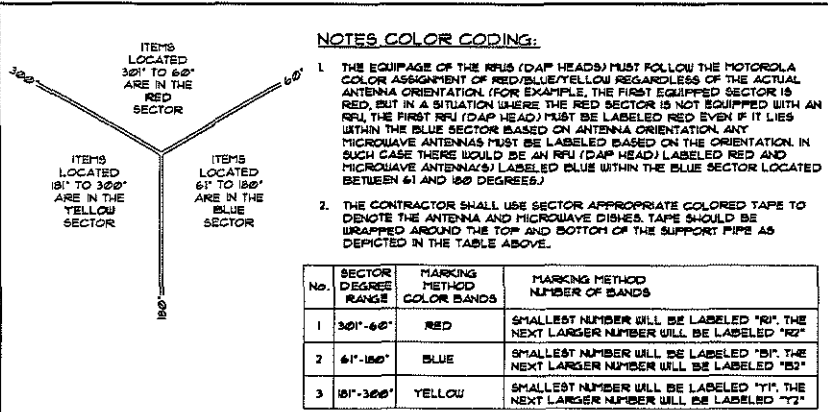 ITEMS
LOCATED
301° TO 60°
ARE IN THE
RED
SECTOR
300°
60°
ITEMS
LOCATED
181° TO 300°
ARE IN THE
YELLOW
SECTOR
ITEMS
LOCATED
61° TO 180°
ARE IN THE
BLUE
SECTOR
180°
NOTES COLOR CODING:
1. THE EQUIPAGE OF THE RFUS (DAP HEADS) MUST FOLLOW THE MOTOROLA
COLOR ASSIGNMENT OF RED/BLUE/YELLOW REGARDLESS OF THE ACTUAL
ANTENNA ORIENTATION. (FOR EXAMPLE, THE FIRST EQUIPPED SECTOR IS
RED, BUT IN A SITUATION WHERE THE RED SECTOR IS NOT EQUIPPED WITH AN
RFU, THE FIRST RFU (DAP HEAD) MUST BE LABELED RED EVEN IF IT LIES
WITHIN THE BLUE SECTOR BASED ON ANTENNA ORIENTATION. ANY
MICROWAVE ANTENNAS MUST BE LABELED BASED ON THE ORIENTATION. IN
SUCH CASE THERE WOULD BE AN RFU (DAP HEAD) LABELED RED AND
MICROWAVE ANTENNA(S) LABELED BLUE WITHIN THE BLUE SECTOR LOCATED
BETWEEN 61 AND 180 DEGREES.)
2. THE CONTRACTOR SHALL USE SECTOR APPROPRIATE COLORED TAPE TO
DENOTE THE ANTENNA AND MICROWAVE DISHES. TAPE SHOULD BE
WRAPPED AROUND THE TOP AND BOTTOM OF THE SUPPORT PIPE AS
DEPICTED IN THE TABLE ABOVE.
No. SECTOR DEGREE RANGE MARKING METHOD COLOR BANDS MARKING METHOD NUMBER OF BANDS
1 301°-60° RED SMALLEST NUMBER WILL BE LABELED "R1". THE
NEXT LARGER NUMBER WILL BE LABELED "R2"
2 61°-180° BLUE SMALLEST NUMBER WILL BE LABELED "B1". THE
NEXT LARGER NUMBER WILL BE LABELED "B2"
3 181°-300° YELLOW SMALLEST NUMBER WILL BE LABELED "Y1". THE
NEXT LARGER NUMBER WILL BE LABELED "Y2"